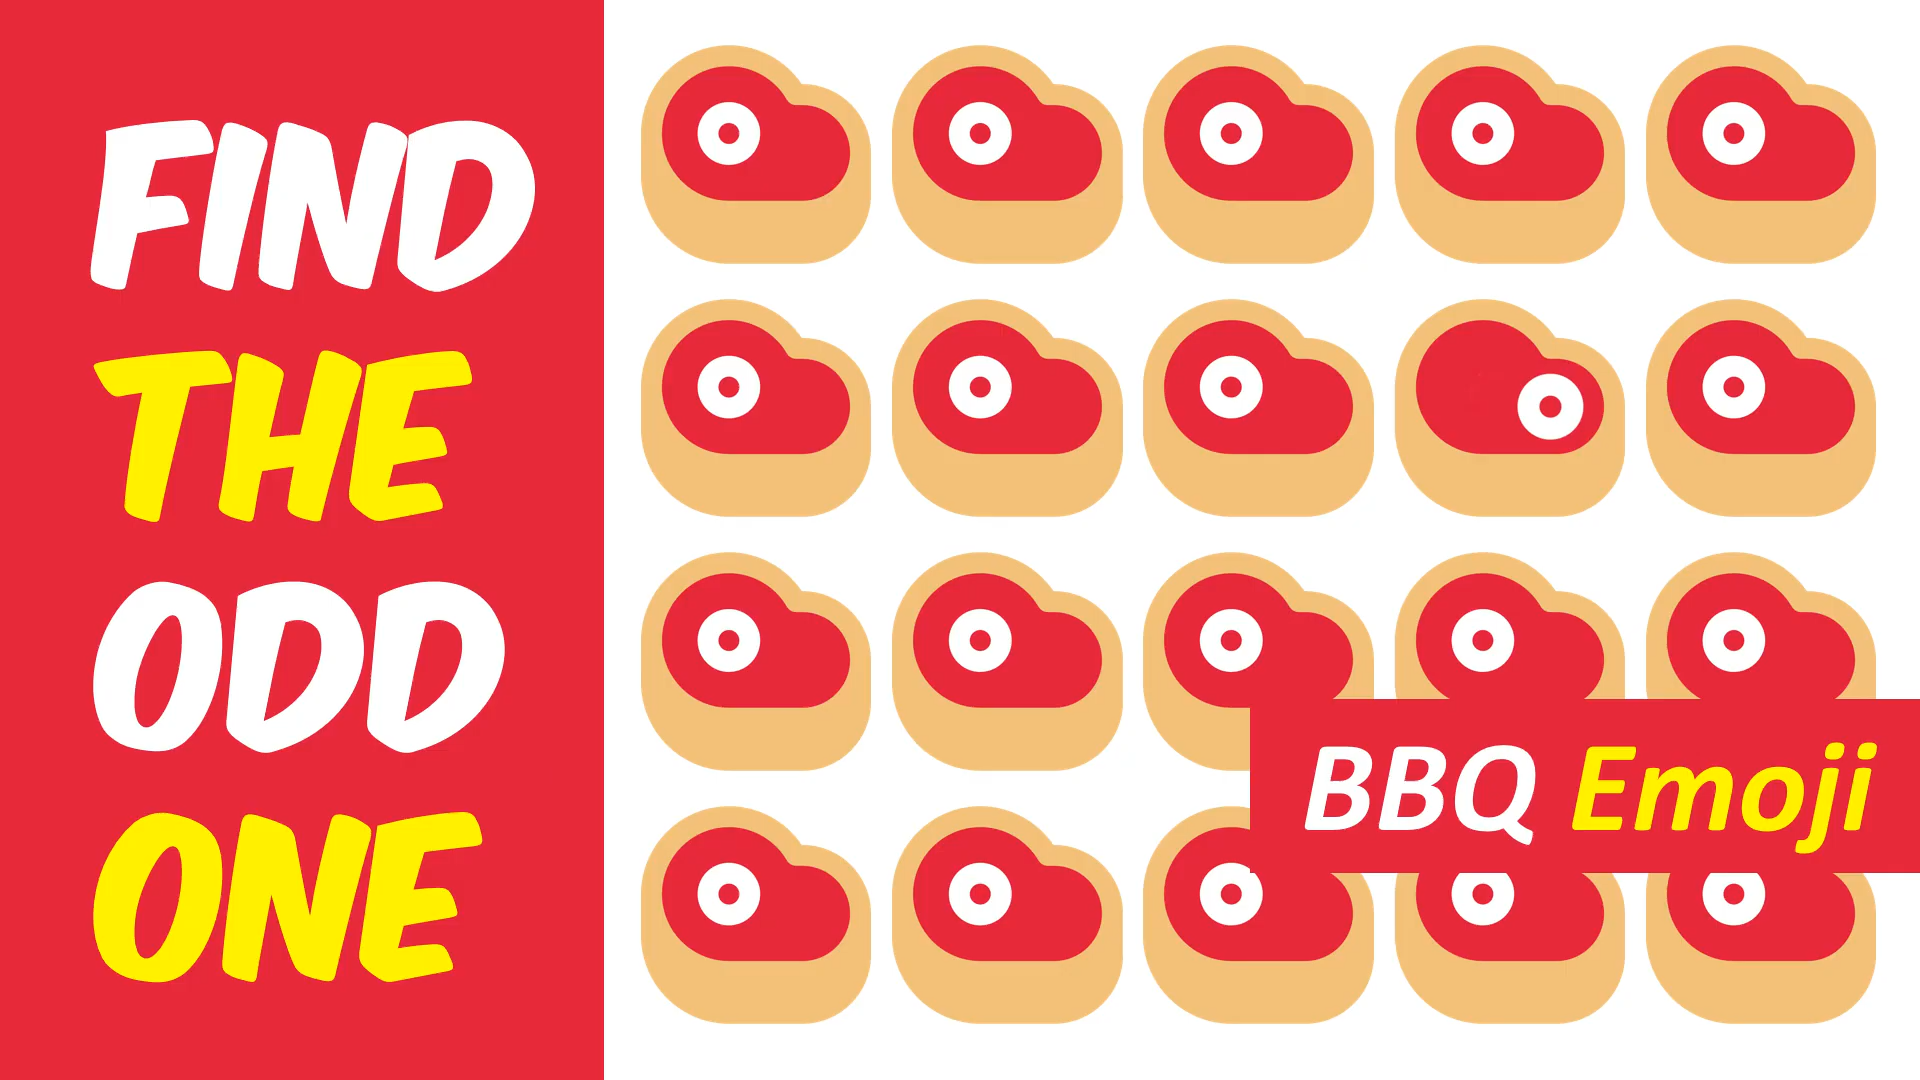 FIND
THE
ODD
ONE
BBQ Emoji